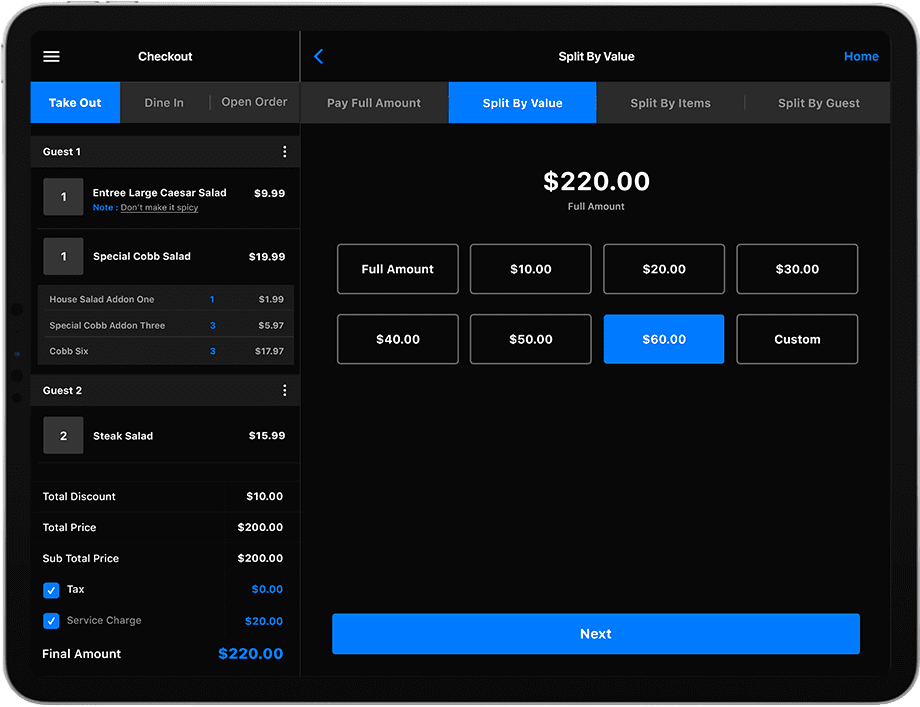 Checkout
Split By Value
Home
Take Out
Dine In
Open Order
Pay Full Amount
Split By Value
Split By Items
Split By Guest
Guest 1
1 Entree Large Caesar Salad $9.99
Note : Don't make it spicy
1 Special Cobb Salad $19.99
House Salad Addon One 1 $1.99
Special Cobb Addon Three 3 $5.97
Cobb Six 3 $17.97
Guest 2
2 Steak Salad $15.99
Total Discount $10.00
Total Price $200.00
Sub Total Price $200.00
Tax $0.00
Service Charge $20.00
Final Amount $220.00
$220.00
Full Amount
Full Amount $10.00 $20.00 $30.00
$40.00 $50.00 $60.00 Custom
Next